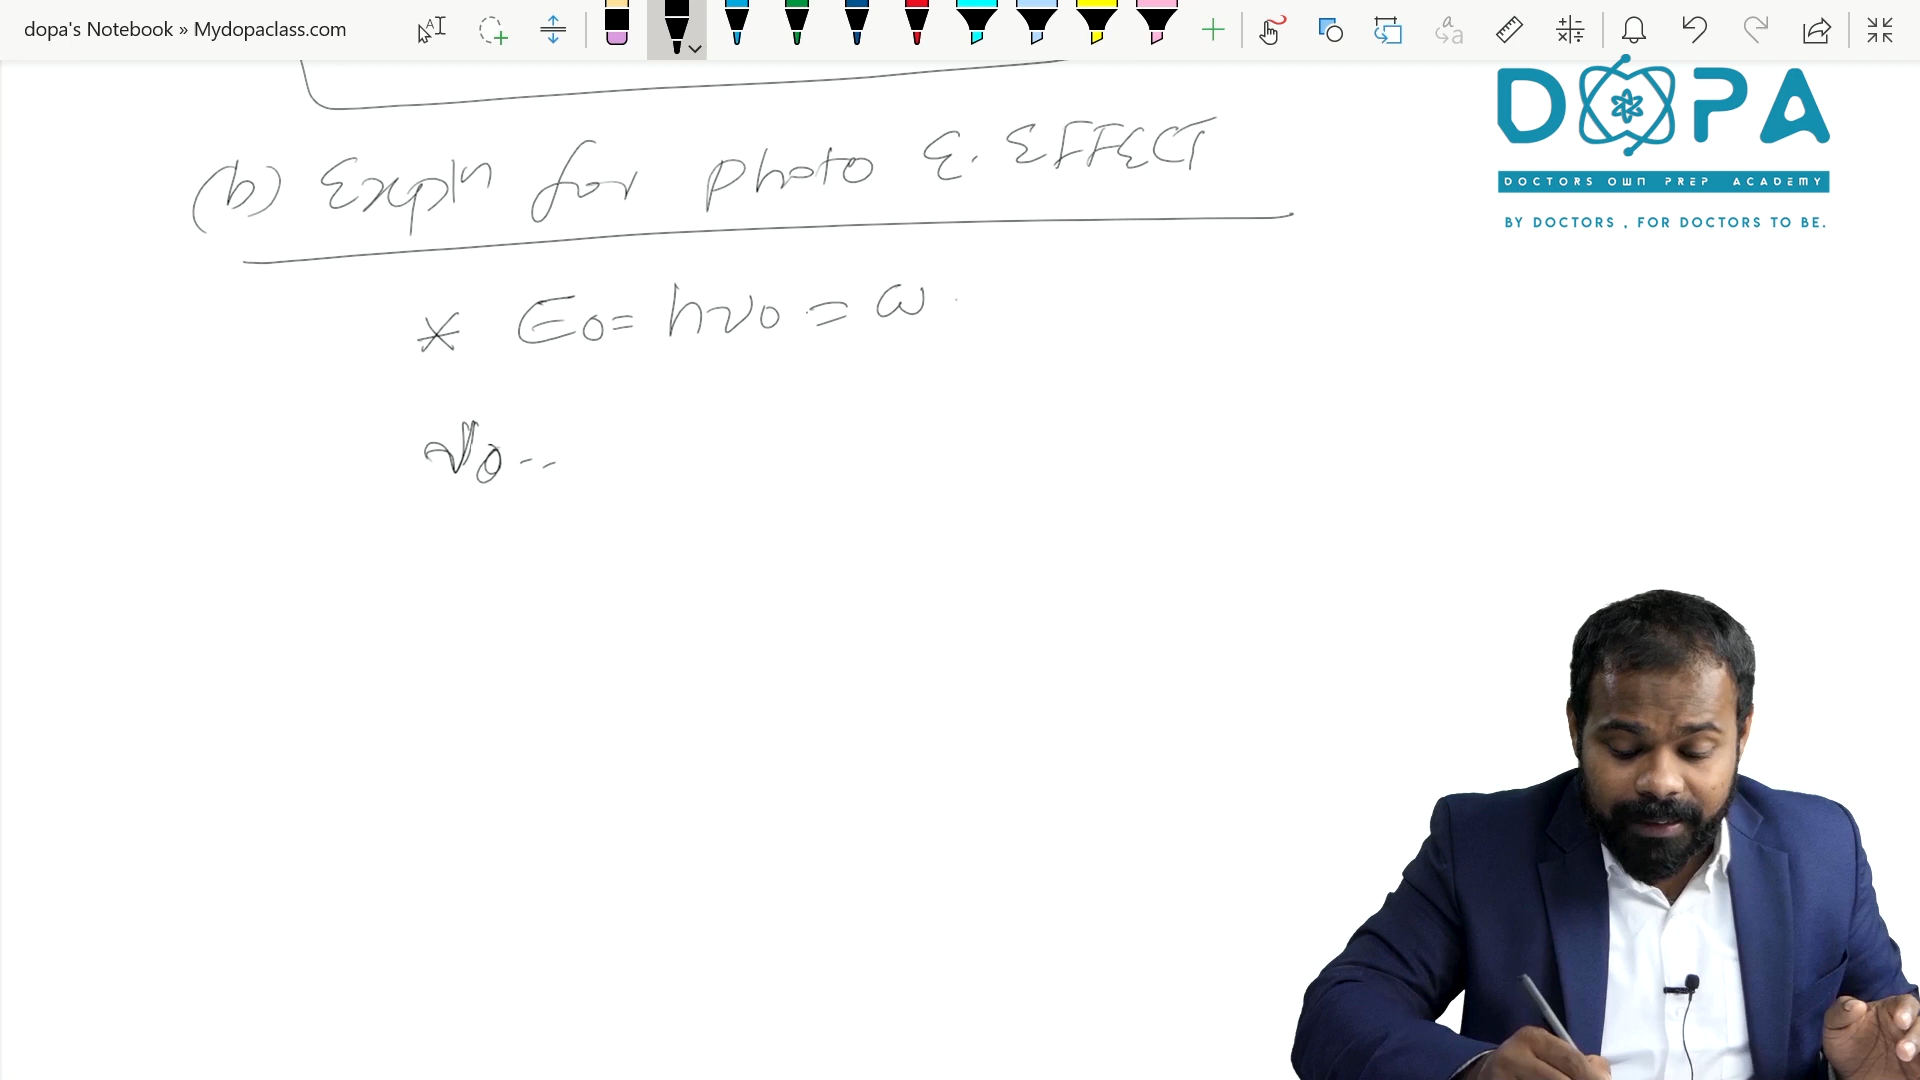 dopa's Notebook » Mydopaclass.com
DOPA
DOCTORS OWN PREP ACADEMY
BY DOCTORS , FOR DOCTORS TO BE.
(b) Expln for photo E. EFFECT
* E0 = hν0 = ω
ν0 --